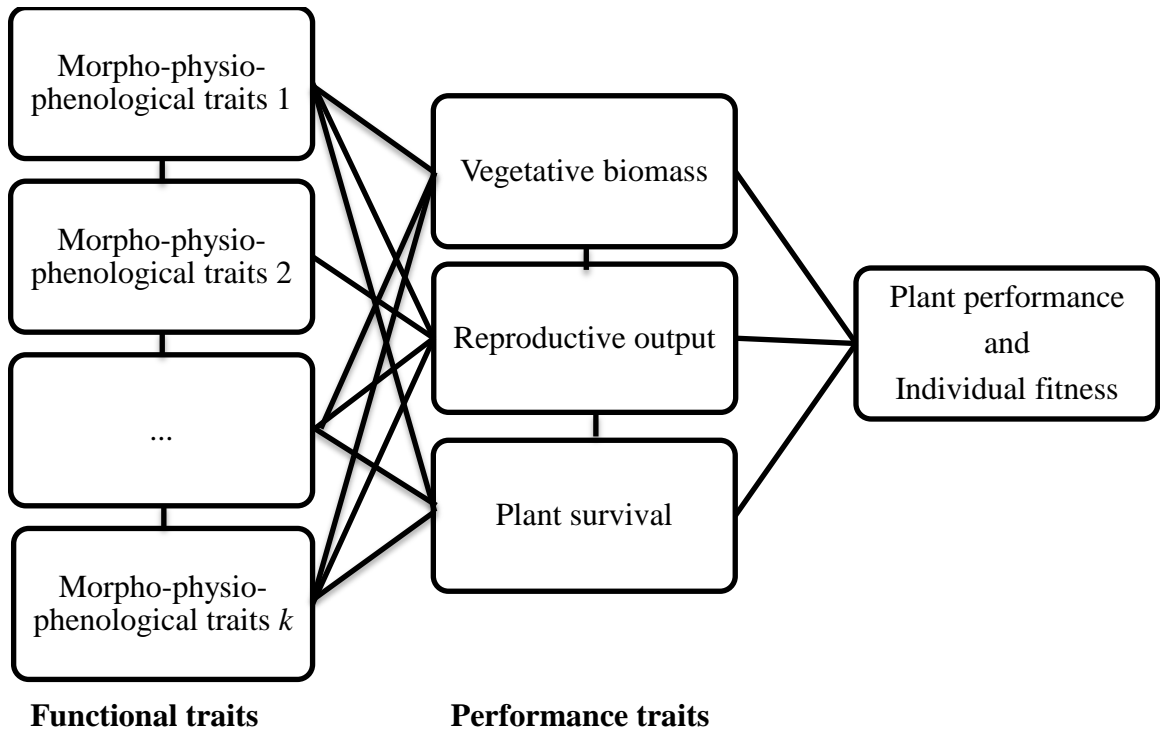 Morpho-physio-
phenological traits 1
Morpho-physio-
phenological traits 2
...
Morpho-physio-
phenological traits k
Vegetative biomass
Reproductive output
Plant survival
Plant performance
and
Individual fitness
Functional traits
Performance traits